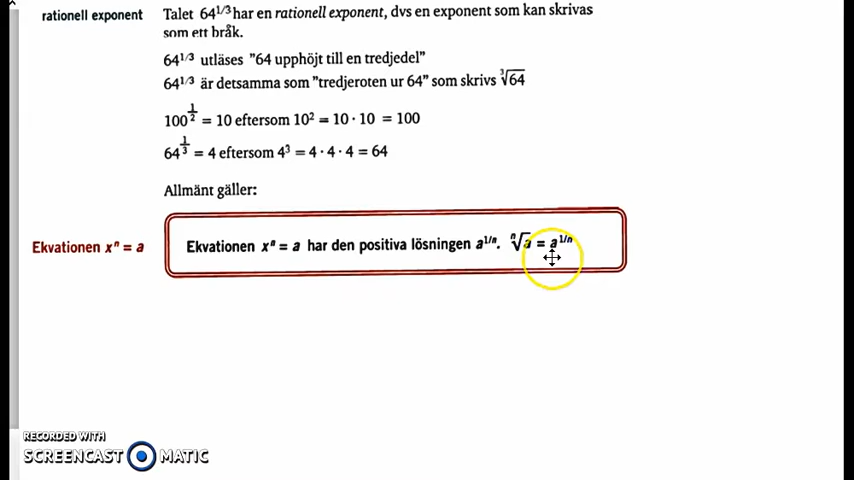 rationell exponent
Talet 64^{1/3} har en rationell exponent, dvs en exponent som kan skrivas
som ett bråk.
64^{1/3} utläses "64 upphöjt till en tredjedel"
64^{1/3} är detsamma som "tredjeroten ur 64" som skrivs ∛64
100^{1/2} = 10 eftersom 10² = 10 · 10 = 100
64^{1/3} = 4 eftersom 4³ = 4 · 4 · 4 = 64
Allmänt gäller:
Ekvationen xⁿ = a
Ekvationen xⁿ = a har den positiva lösningen a^{1/n}. ⁿ√a = a^{1/n}
RECORDED WITH
SCREENCAST MATIC